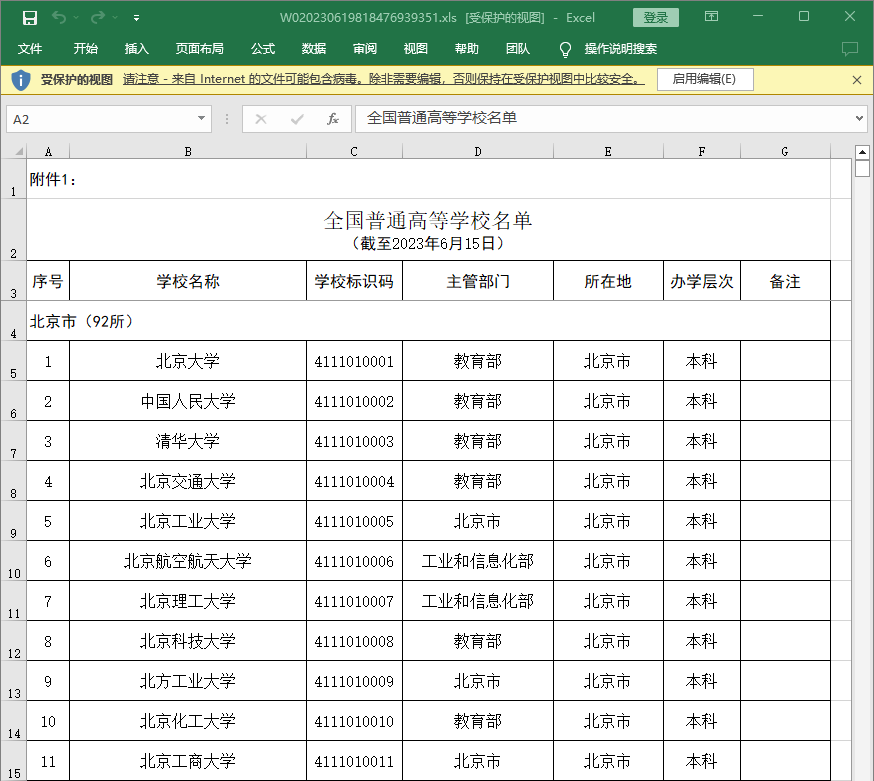 W020230619818476939351.xls [受保护的视图] - Excel 登录
文件 开始 插入 页面布局 公式 数据 审阅 视图 帮助 团队 操作说明搜索
受保护的视图 请注意 - 来自 Internet 的文件可能包含病毒。除非需要编辑，否则保持在受保护视图中比较安全。 启用编辑(E)
A2 fx 全国普通高等学校名单
A B C D E F G
1 附件1：
全国普通高等学校名单
2 （截至2023年6月15日）
3 序号 学校名称 学校标识码 主管部门 所在地 办学层次 备注
4 北京市（92所）
5 1 北京大学 4111010001 教育部 北京市 本科
6 2 中国人民大学 4111010002 教育部 北京市 本科
7 3 清华大学 4111010003 教育部 北京市 本科
8 4 北京交通大学 4111010004 教育部 北京市 本科
9 5 北京工业大学 4111010005 北京市 北京市 本科
10 6 北京航空航天大学 4111010006 工业和信息化部 北京市 本科
11 7 北京理工大学 4111010007 工业和信息化部 北京市 本科
12 8 北京科技大学 4111010008 教育部 北京市 本科
13 9 北方工业大学 4111010009 北京市 北京市 本科
14 10 北京化工大学 4111010010 教育部 北京市 本科
15 11 北京工商大学 4111010011 北京市 北京市 本科